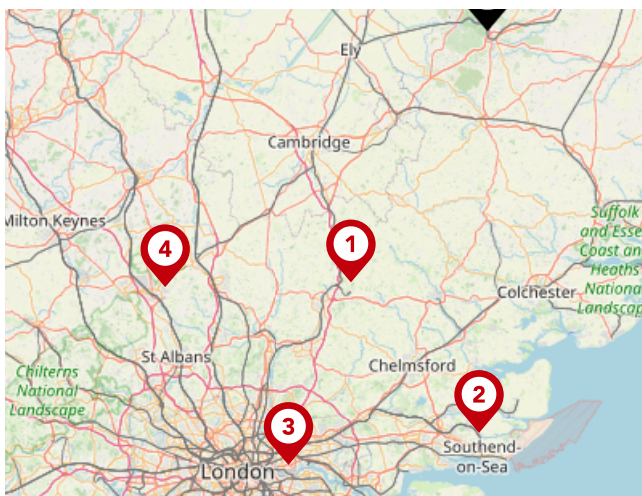 Ely
Cambridge
Milton Keynes
Suffolk
and Esse
Coast an
Heaths
Nationa
Landscap
4
1
Colchester
St Albans
Chelmsford
Chilterns
National
Landscape
2
3
Southend-
on-Sea
London